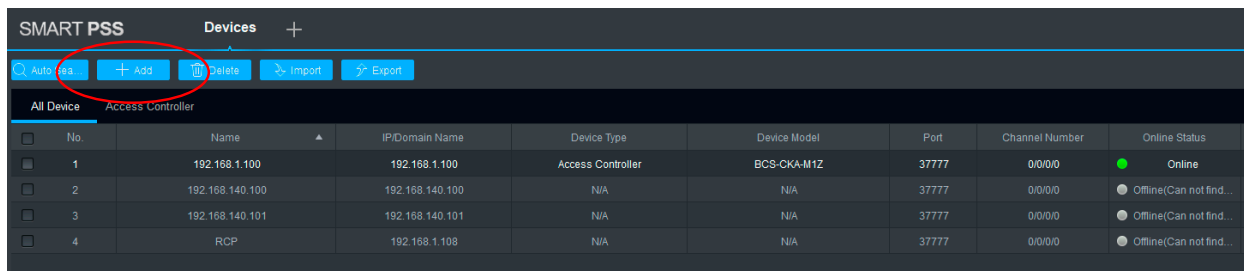 SMART PSS Devices +
Auto Sea... + Add Delete Import Export
All Device Access Controller
No. Name IP/Domain Name Device Type Device Model Port Channel Number Online Status
1 192.168.1.100 192.168.1.100 Access Controller BCS-CKA-M1Z 37777 0/0/0/0 Online
2 192.168.140.100 192.168.140.100 N/A N/A 37777 0/0/0/0 Offline(Can not find...
3 192.168.140.101 192.168.140.101 N/A N/A 37777 0/0/0/0 Offline(Can not find...
4 RCP 192.168.1.108 N/A N/A 37777 0/0/0/0 Offline(Can not find...